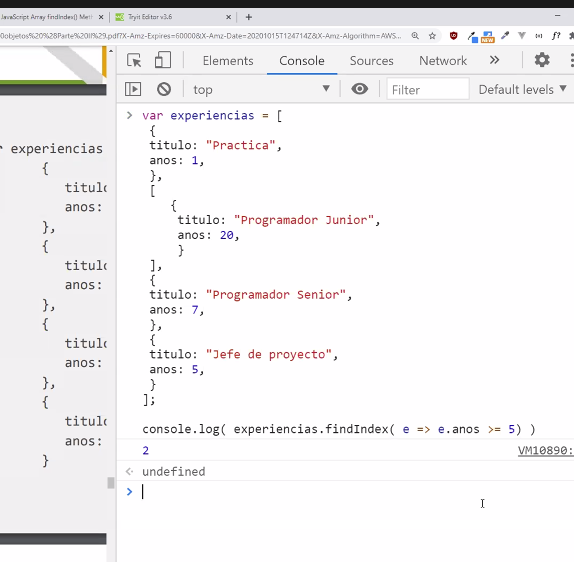 JavaScript Array findIndex() Meth
Tryit Editor v3.6
0objetos%20%28Parte%20II%29.pdf?X-Amz-Expires=60000&X-Amz-Date=20201015T124714Z&X-Amz-Algorithm=AWS...
Elements Console Sources Network »
top Filter Default levels ▼
r experiencias
{
titulo
anos:
},
{
titulo
anos:
},
{
titulo
anos:
},
{
titulo
anos:
}
> var experiencias = [
{
titulo: "Practica",
anos: 1,
},
[
{
titulo: "Programador Junior",
anos: 20,
}
],
{
titulo: "Programador Senior",
anos: 7,
},
{
titulo: "Jefe de proyecto",
anos: 5,
}
];
console.log( experiencias.findIndex( e => e.anos >= 5) )
2 VM10890:
undefined
>